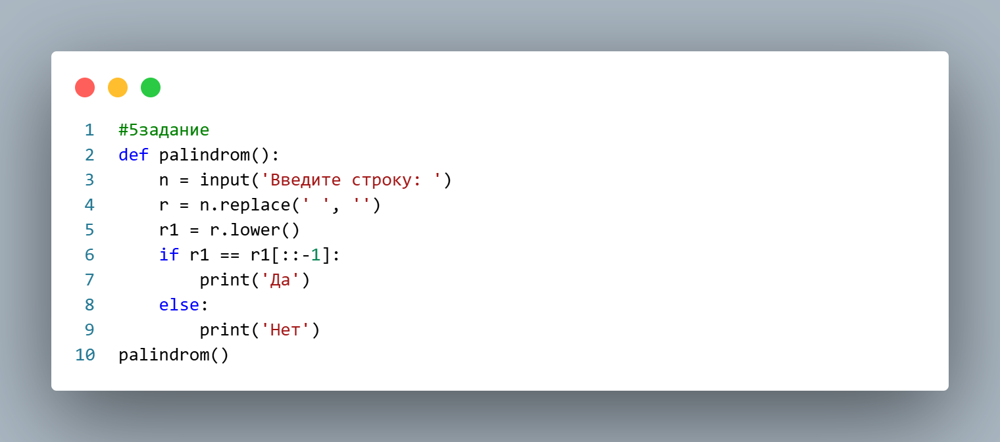 1 #5задание
2 def palindrom():
3     n = input('Введите строку: ')
4     r = n.replace(' ', '')
5     r1 = r.lower()
6     if r1 == r1[::-1]:
7         print('Да')
8     else:
9         print('Нет')
10 palindrom()